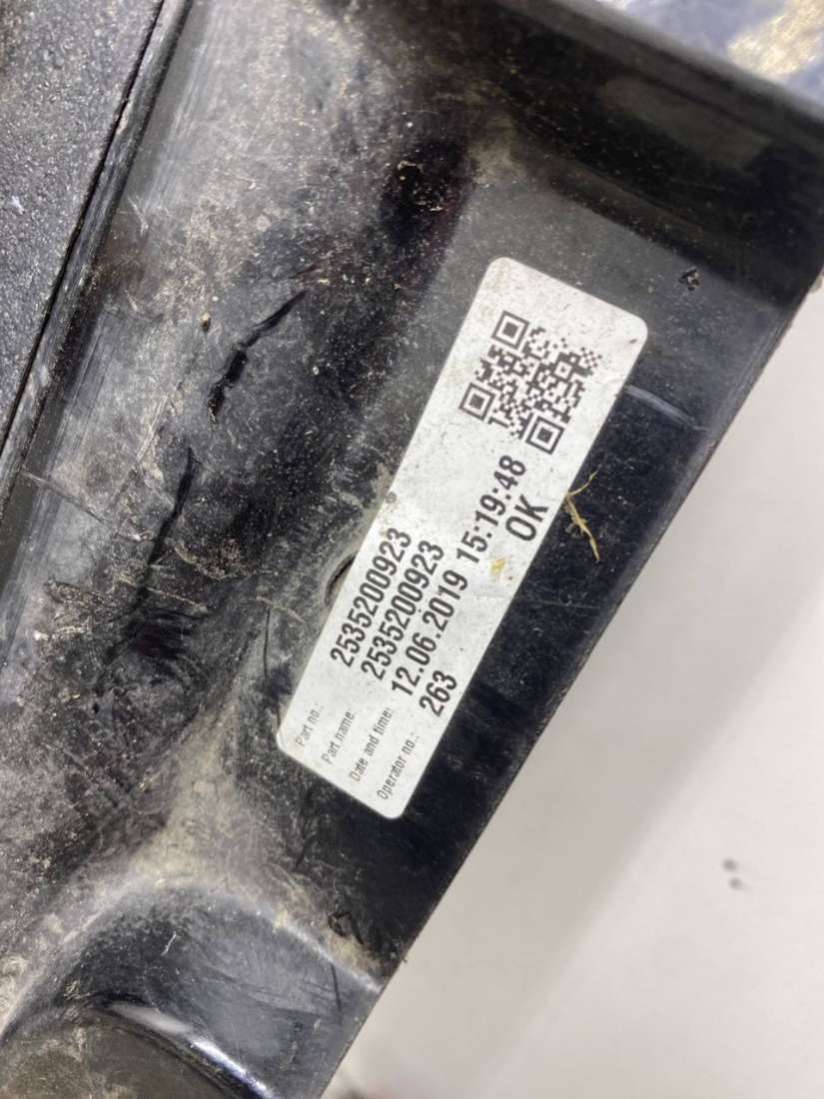 Part no.: 2535200923
Part name: 2535200923
Date and time: 12.06.2019 15:19:48
Operator no.: 263 OK